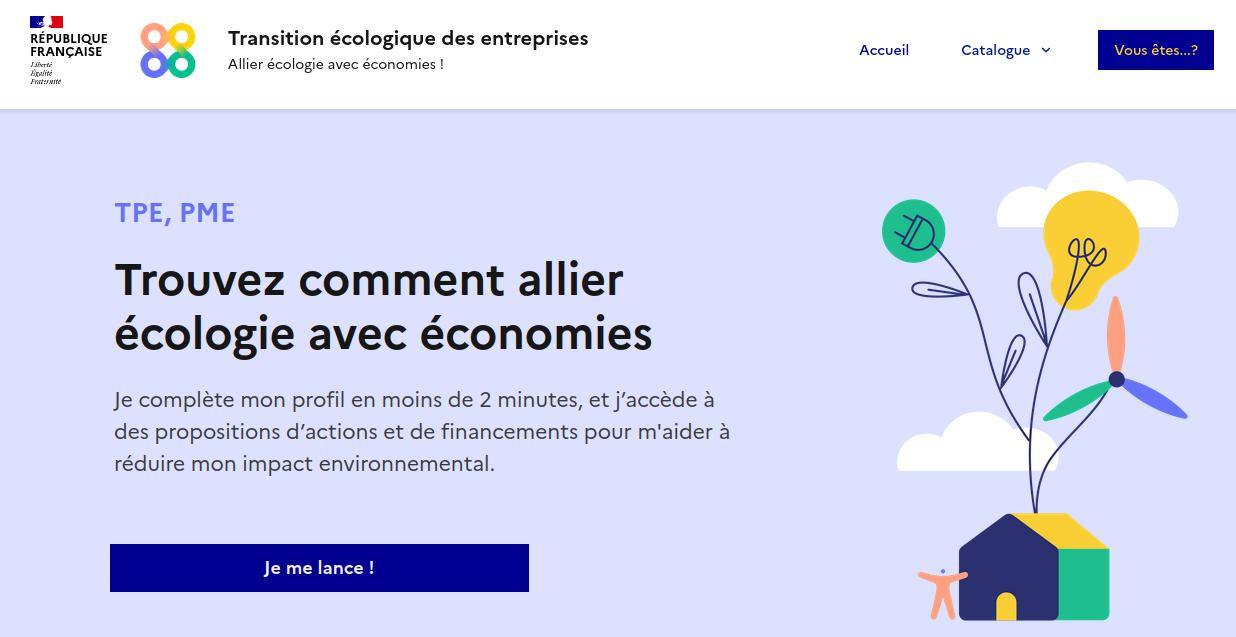 RÉPUBLIQUE
FRANÇAISE
Liberté
Égalité
Fraternité
Transition écologique des entreprises
Allier écologie avec économies !
Accueil
Catalogue
Vous êtes...?
TPE, PME
Trouvez comment allier
écologie avec économies
Je complète mon profil en moins de 2 minutes, et j’accède à
des propositions d’actions et de financements pour m'aider à
réduire mon impact environnemental.
Je me lance !